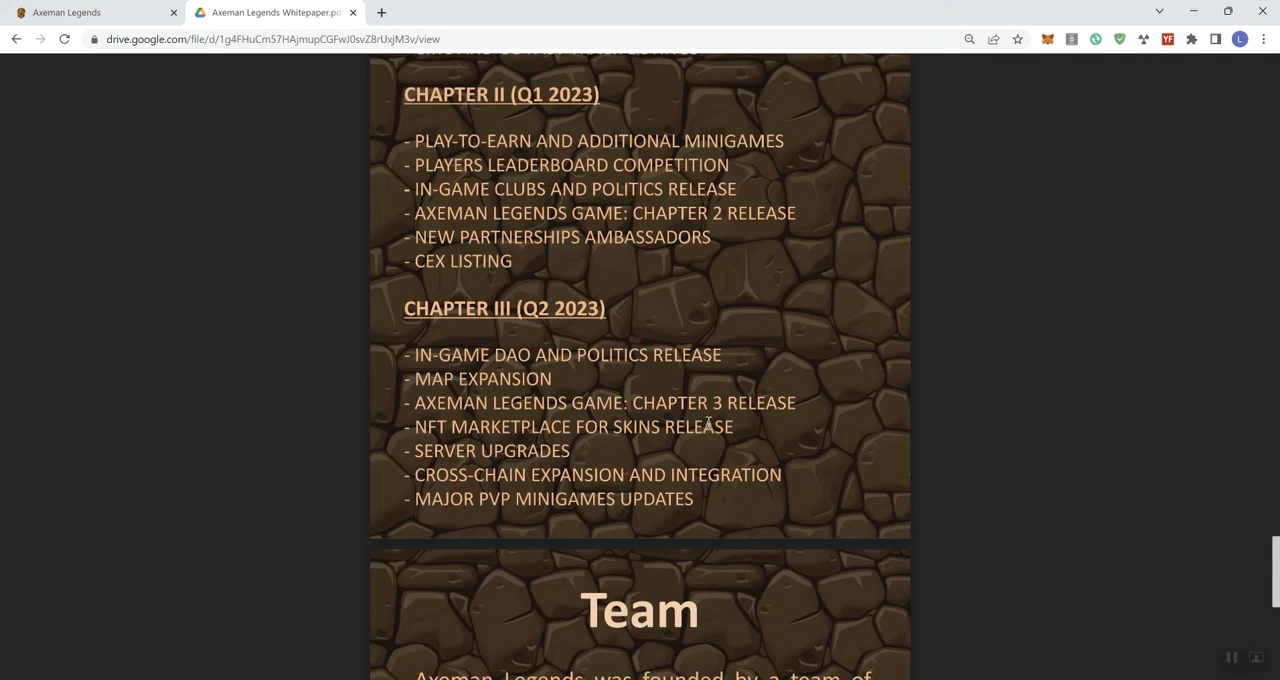 Axeman Legends
Axeman Legends Whitepaper.pd
drive.google.com/file/d/1g4FHuCm57HAjmupCGFwJ0svZ8rUxjM3v/view
YF
L
CHAPTER II (Q1 2023)
- PLAY-TO-EARN AND ADDITIONAL MINIGAMES
- PLAYERS LEADERBOARD COMPETITION
- IN-GAME CLUBS AND POLITICS RELEASE
- AXEMAN LEGENDS GAME: CHAPTER 2 RELEASE
- NEW PARTNERSHIPS AMBASSADORS
- CEX LISTING
CHAPTER III (Q2 2023)
- IN-GAME DAO AND POLITICS RELEASE
- MAP EXPANSION
- AXEMAN LEGENDS GAME: CHAPTER 3 RELEASE
- NFT MARKETPLACE FOR SKINS RELEASE
- SERVER UPGRADES
- CROSS-CHAIN EXPANSION AND INTEGRATION
- MAJOR PVP MINIGAMES UPDATES
Team
Axeman Legends was founded by a team of